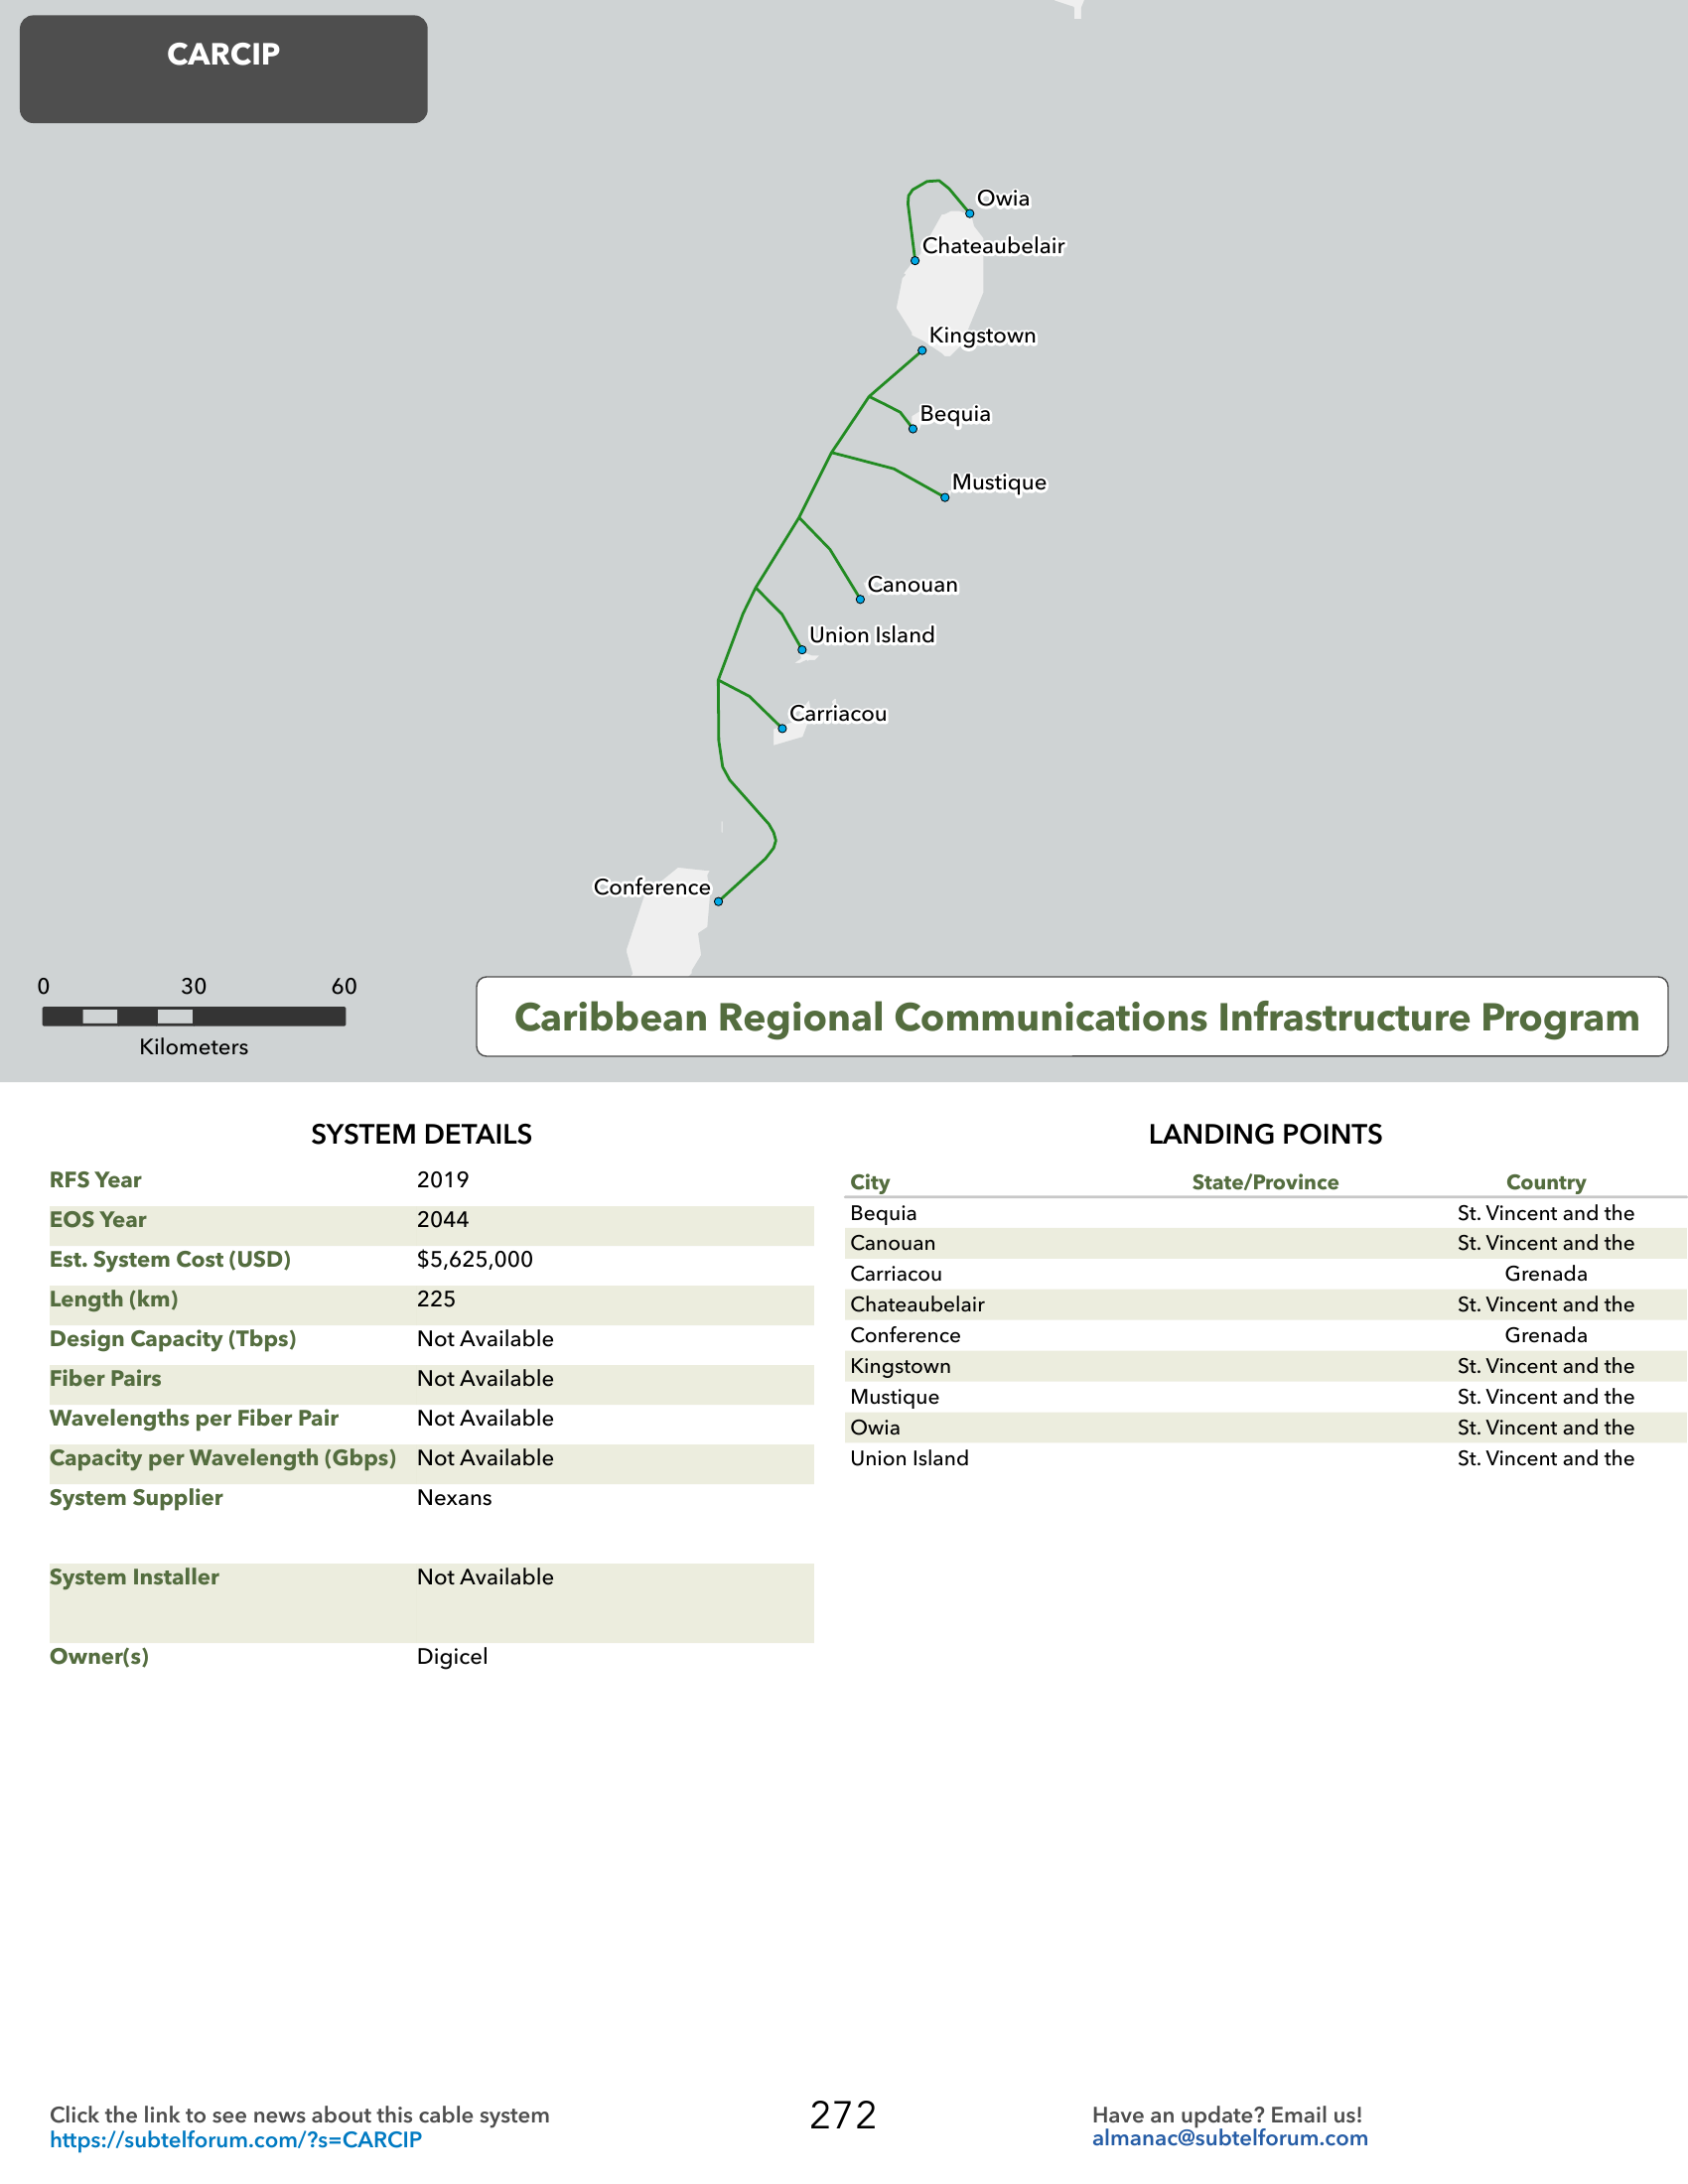 CARCIP
Owia
Chateaubelair
Kingstown
Bequia
Mustique
Canouan
Union Island
Carriacou
Conference
0 30 60
Kilometers
Caribbean Regional Communications Infrastructure Program
SYSTEM DETAILS
RFS Year 2019
EOS Year 2044
Est. System Cost (USD) $5,625,000
Length (km) 225
Design Capacity (Tbps) Not Available
Fiber Pairs Not Available
Wavelengths per Fiber Pair Not Available
Capacity per Wavelength (Gbps) Not Available
System Supplier Nexans
System Installer Not Available
Owner(s) Digicel
LANDING POINTS
City State/Province Country
Bequia St. Vincent and the
Canouan St. Vincent and the
Carriacou Grenada
Chateaubelair St. Vincent and the
Conference Grenada
Kingstown St. Vincent and the
Mustique St. Vincent and the
Owia St. Vincent and the
Union Island St. Vincent and the
Click the link to see news about this cable system
https://subtelforum.com/?s=CARCIP
272
Have an update? Email us!
almanac@subtelforum.com